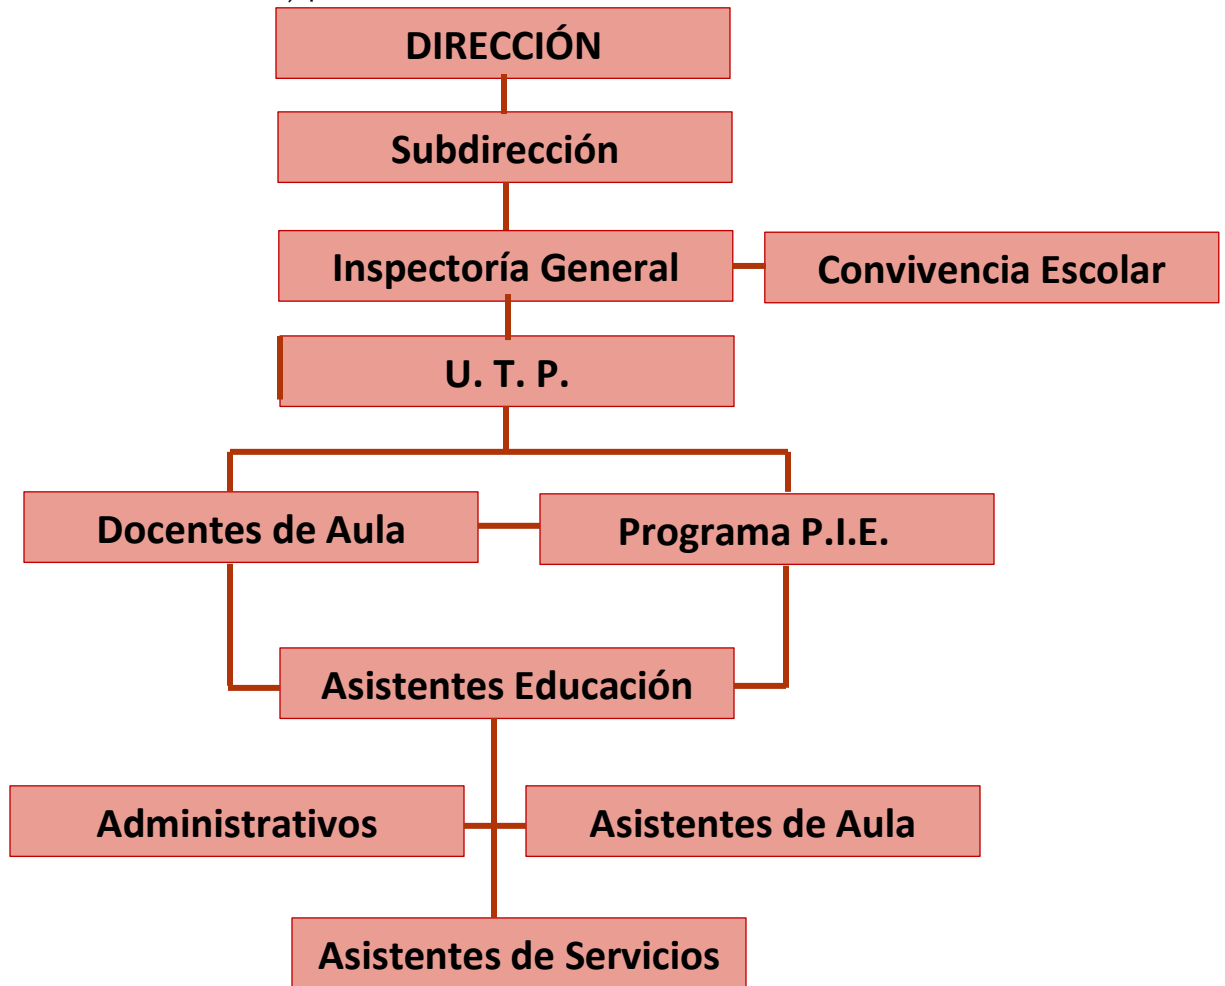 DIRECCIÓN
Subdirección
Inspectoría General
Convivencia Escolar
U. T. P.
Docentes de Aula
Programa P.I.E.
Asistentes Educación
Administrativos
Asistentes de Aula
Asistentes de Servicios